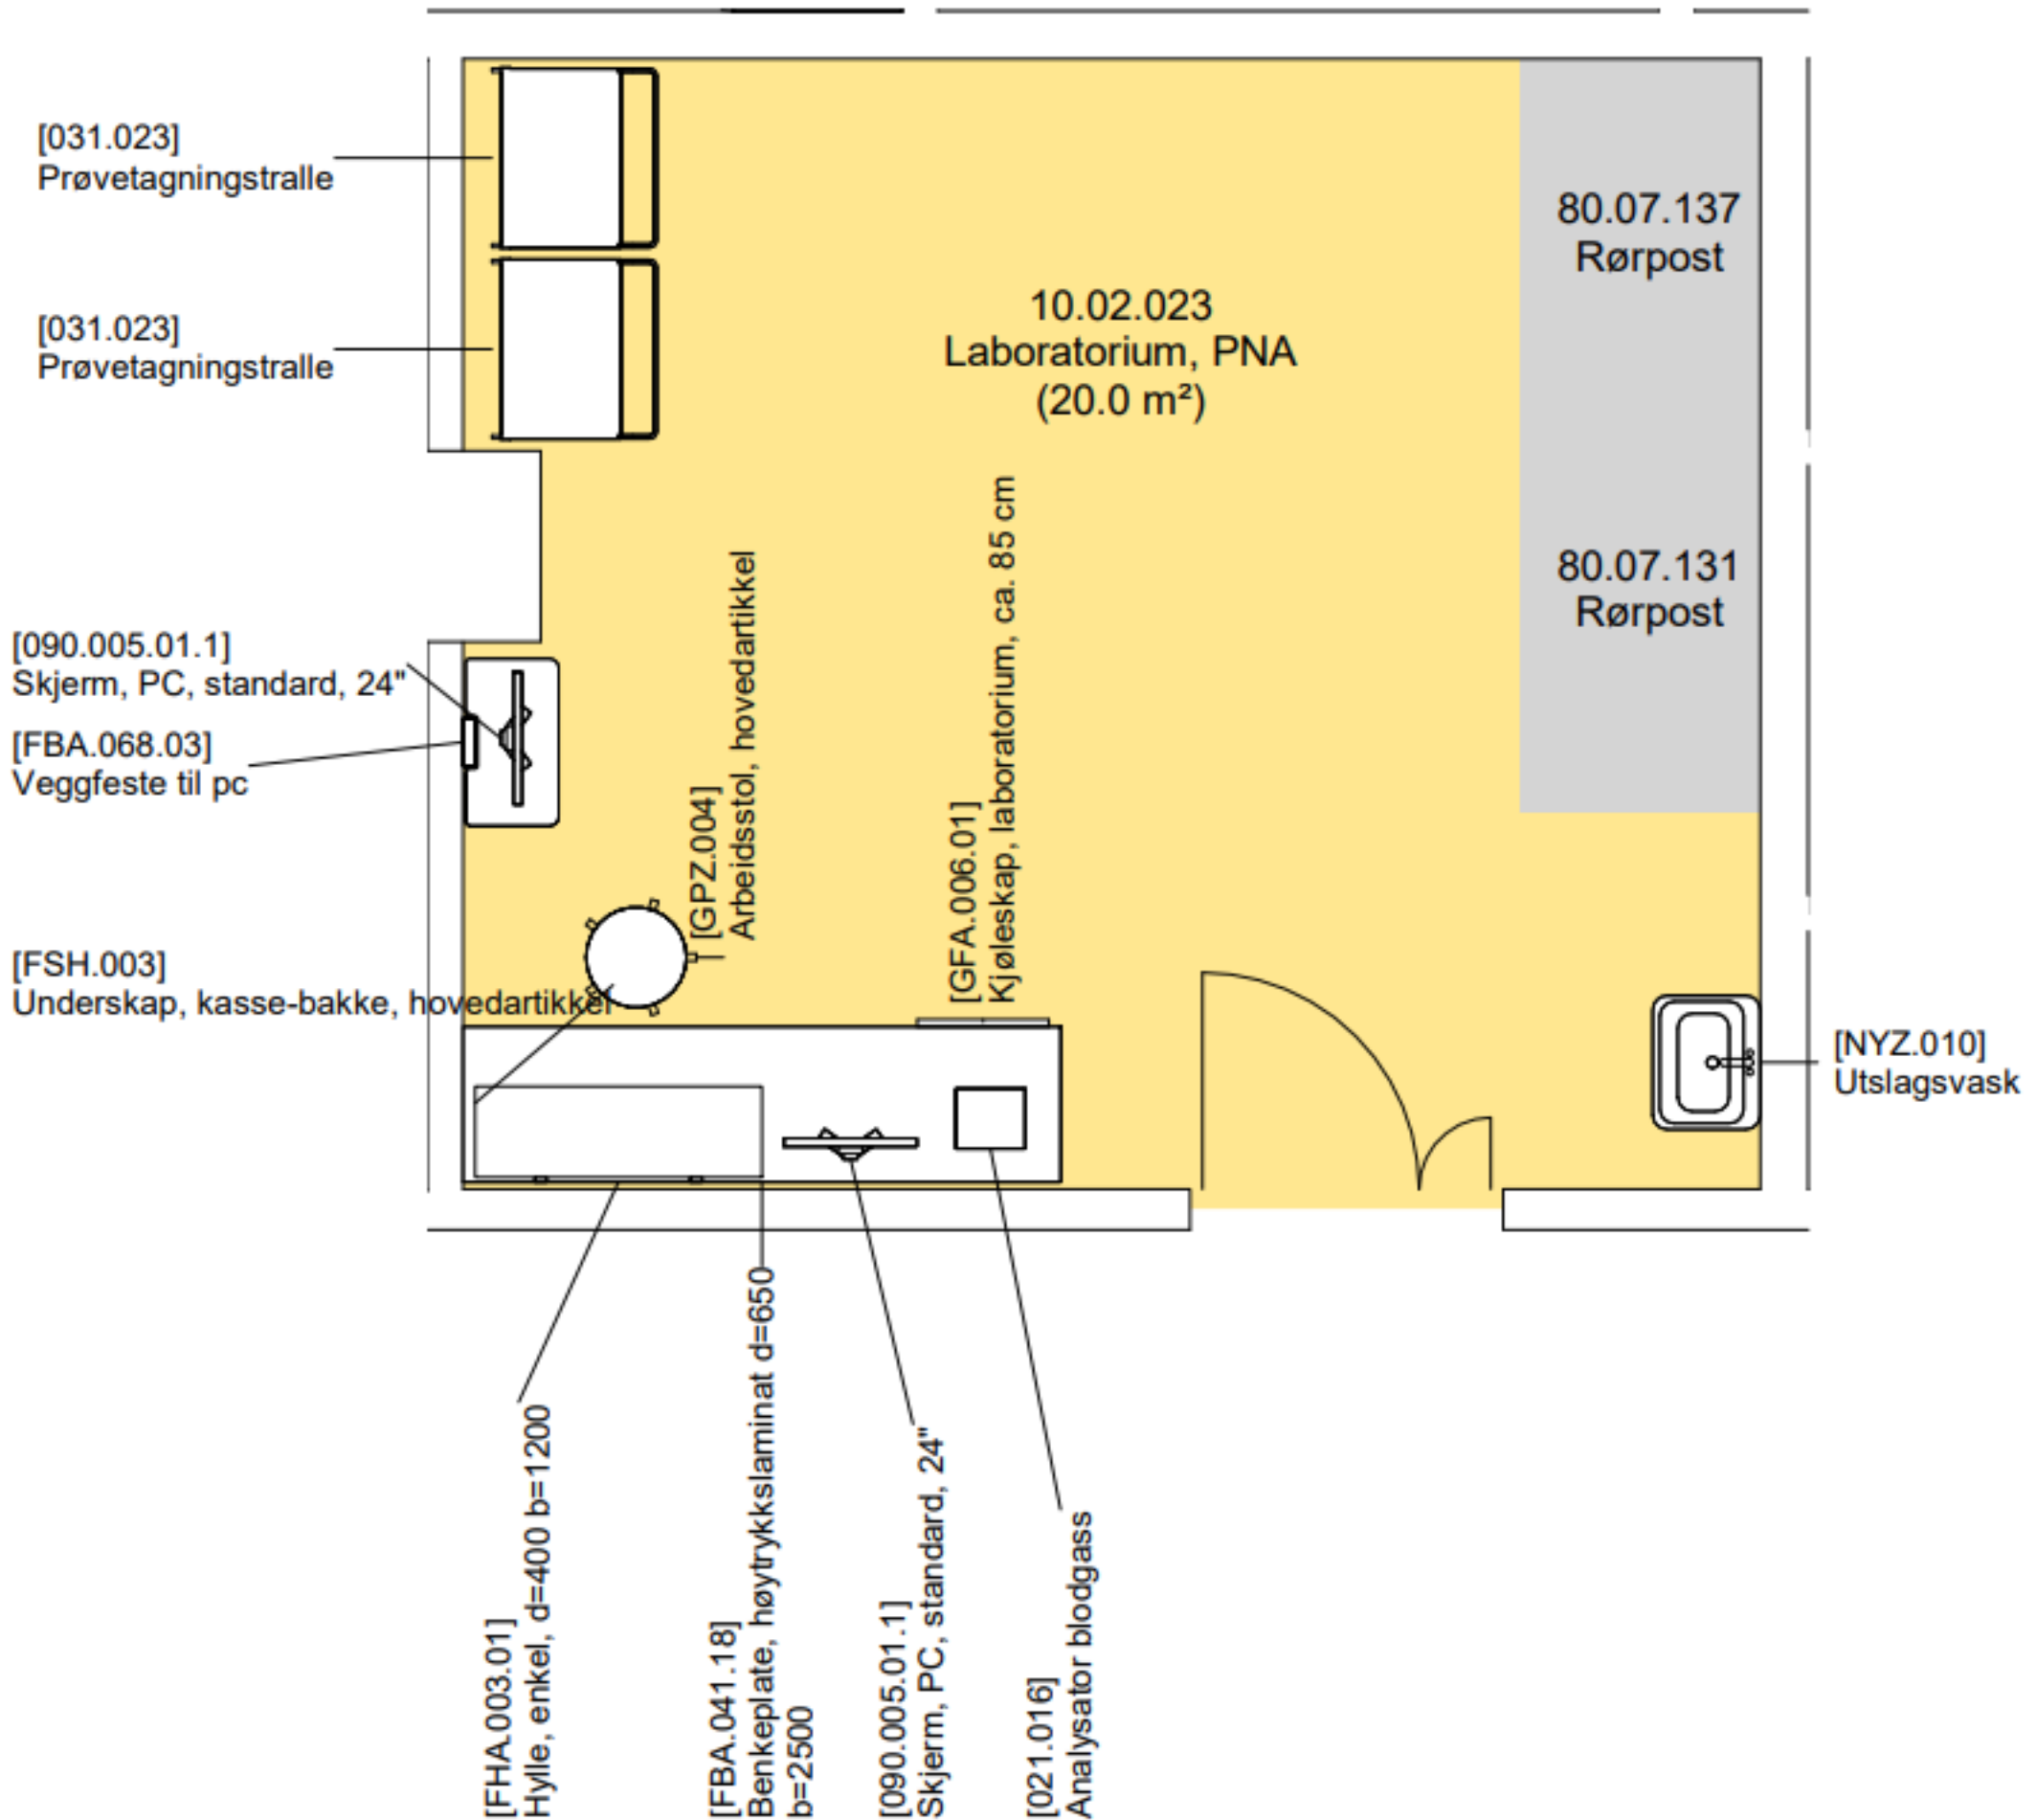 [031.023]
Prøvetagningstralle
[031.023]
Prøvetagningstralle
10.02.023
Laboratorium, PNA
(20.0 m²)
80.07.137
Rørpost
80.07.131
Rørpost
[090.005.01.1]
Skjerm, PC, standard, 24"
[FBA.068.03]
Veggfeste til pc
[GPZ.004]
Arbeidsstol, hovedartikkel
[GFA.006.01]
Kjøleskap, laboratorium, ca. 85 cm
[FSH.003]
Underskap, kasse-bakke, hovedartikkel
[NYZ.010]
Utslagsvask
[FHA.003.01]
Hylle, enkel, d=400 b=1200
[FBA.041.18]
Benkeplate, høytrykkslaminat d=650
b=2500
[090.005.01.1]
Skjerm, PC, standard, 24"
[021.016]
Analysator blodgass